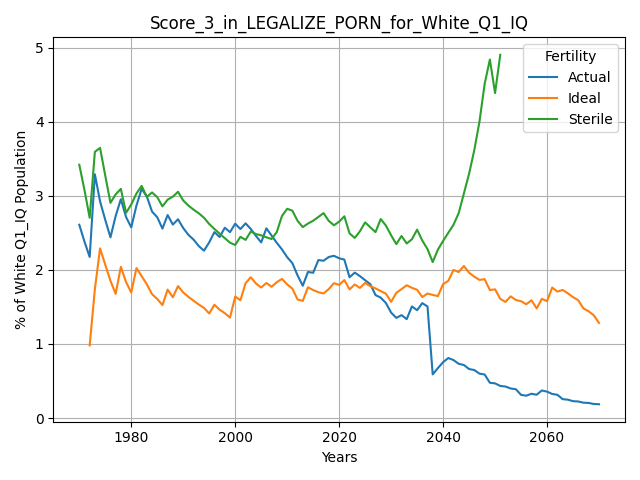 Score_3_in_LEGALIZE_PORN_for_White_Q1_IQ
% of White Q1_IQ Population
5
4
3
2
1
0
Fertility
Actual
Ideal
Sterile
1980
2000
2020
2040
2060
Years